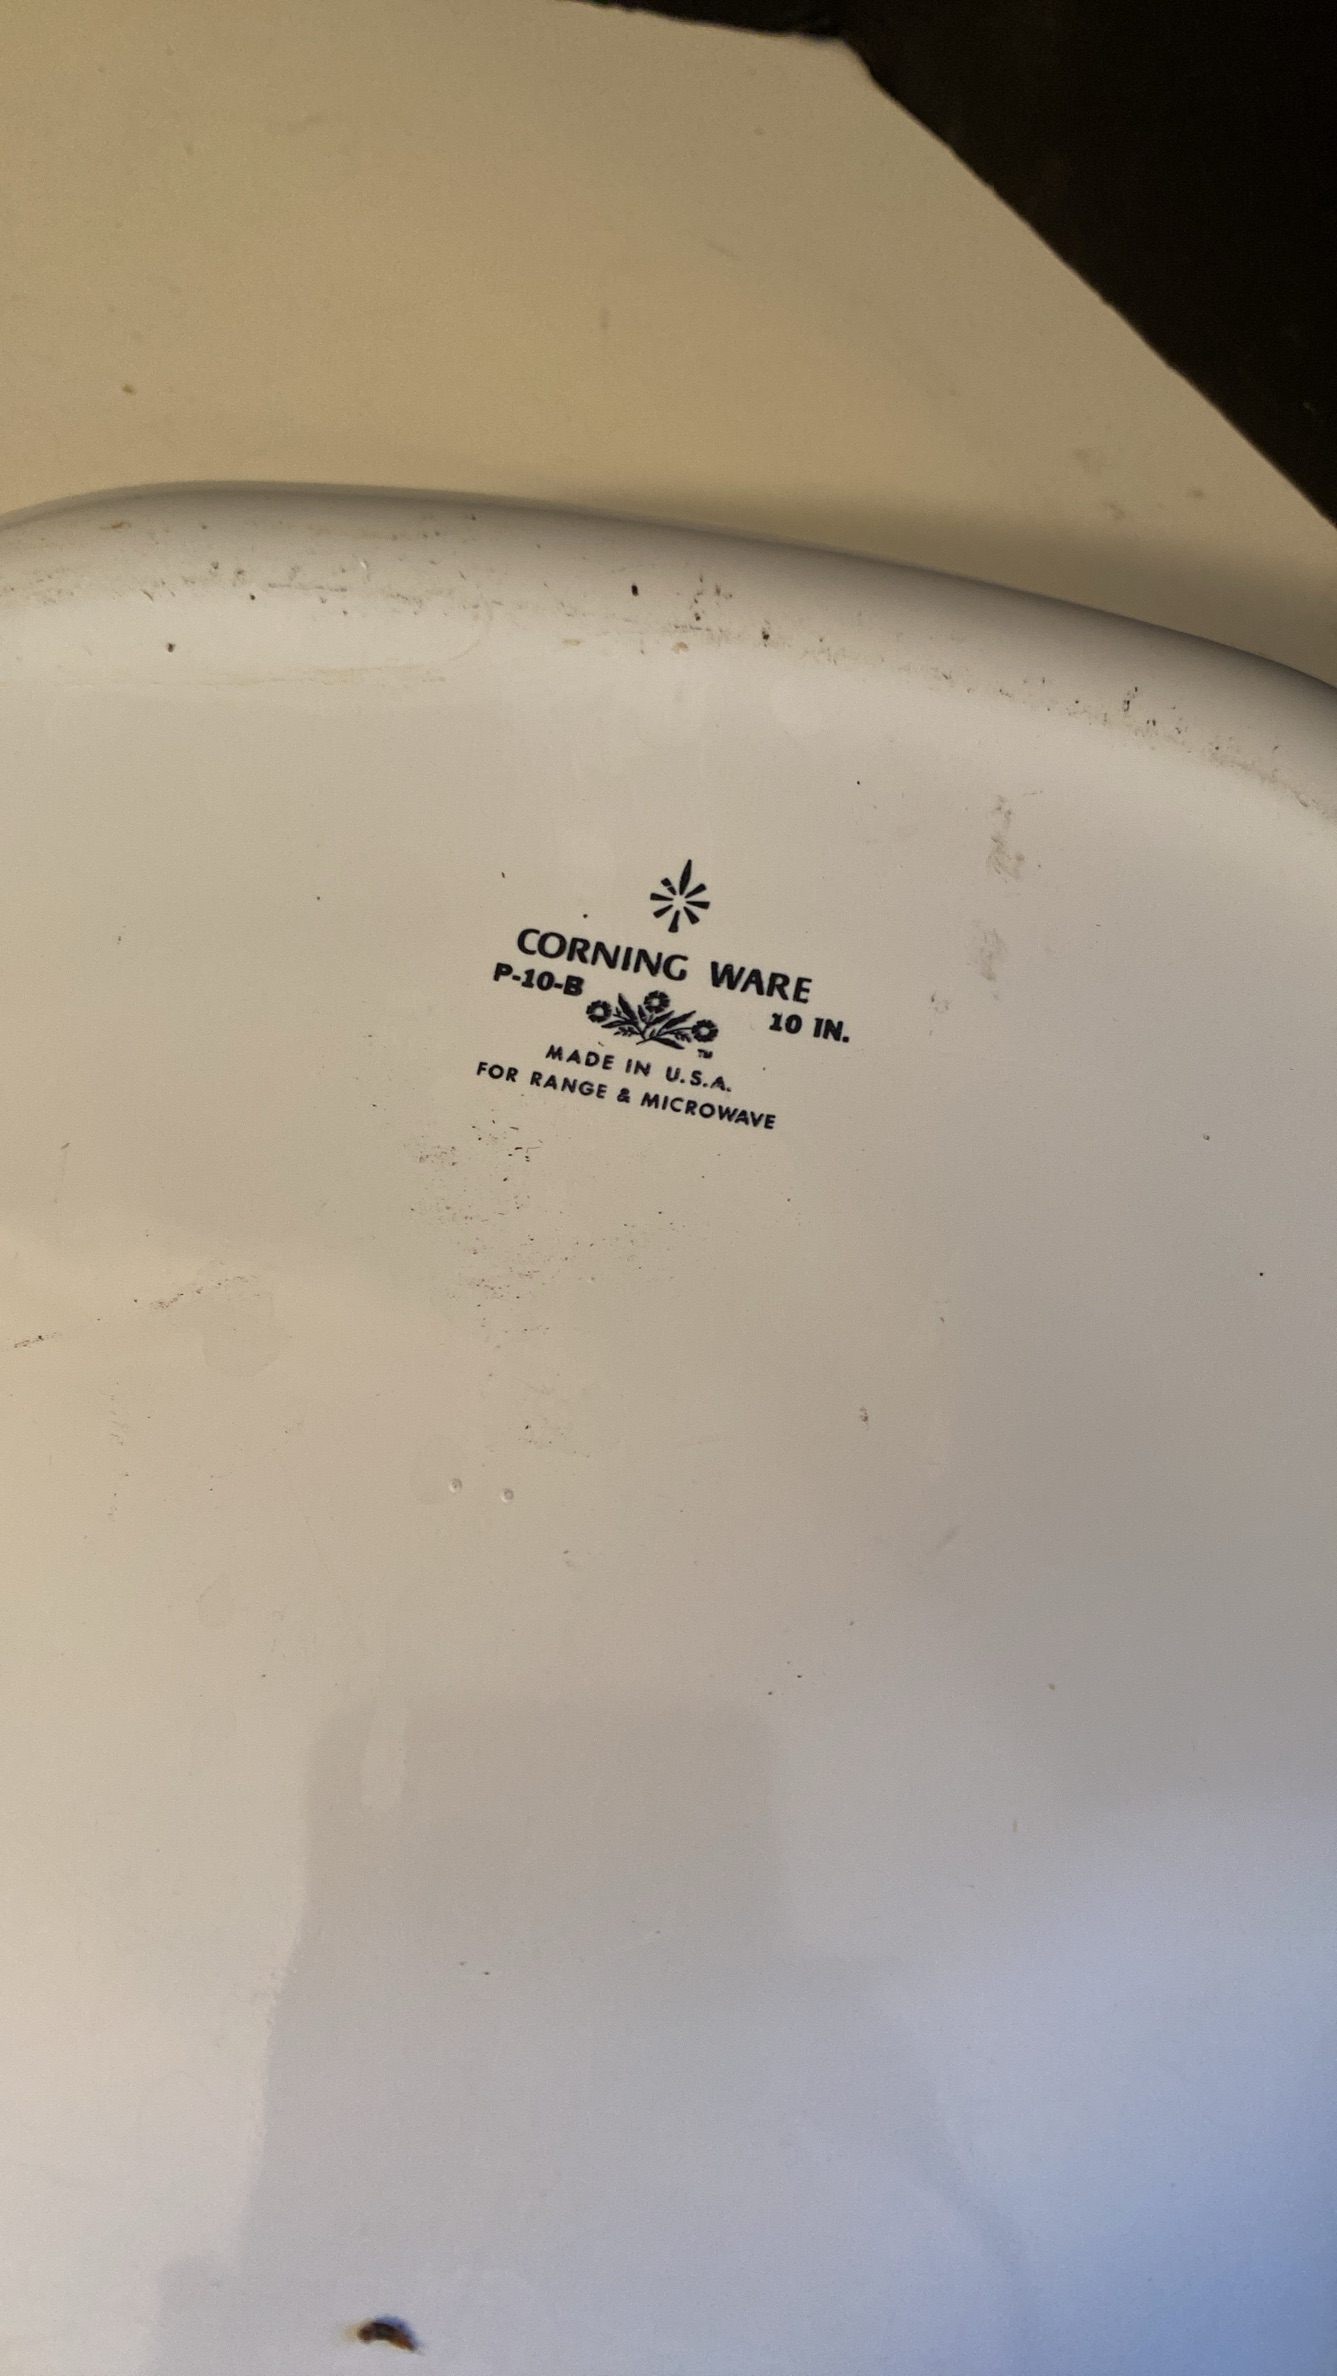 CORNING WARE
P-10-B 10 IN.
TM
MADE IN U.S.A.
FOR RANGE & MICROWAVE